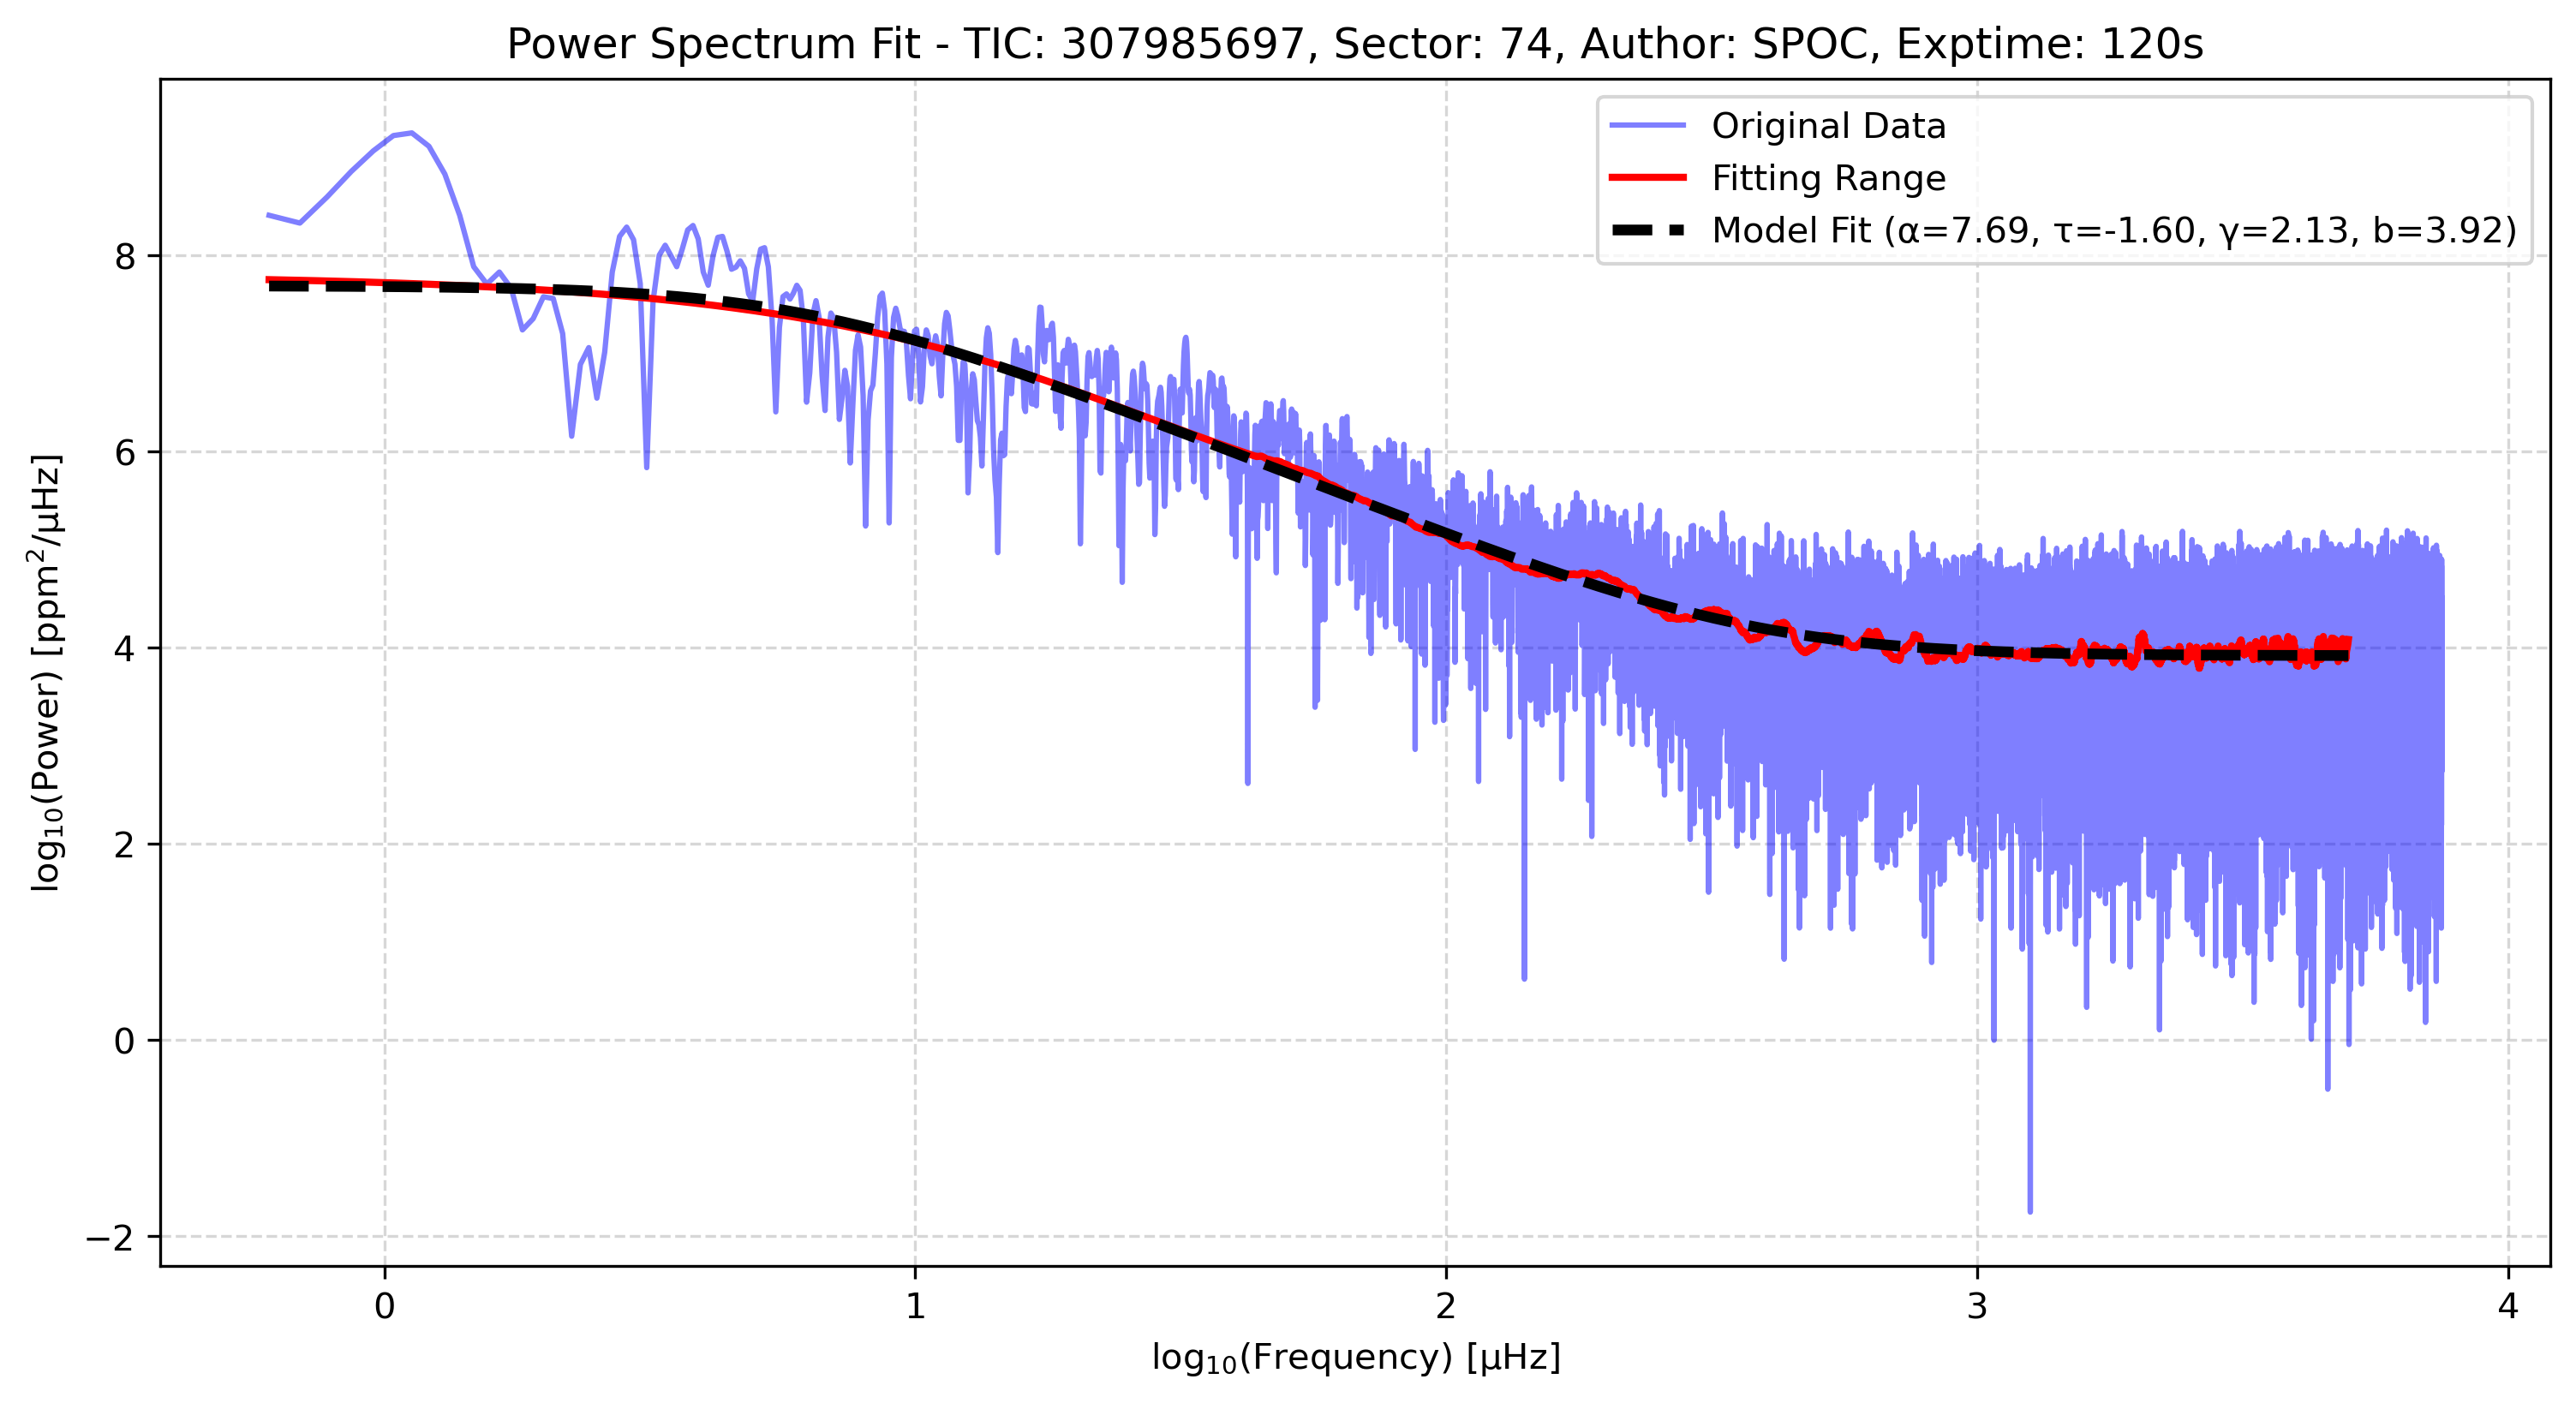 Power Spectrum Fit - TIC: 307985697, Sector: 74, Author: SPOC, Exptime: 120s
Original Data
Fitting Range
Model Fit (α=7.69, τ=-1.60, γ=2.13, b=3.92)
log₁₀(Power) [ppm²/μHz]
8
6
4
2
0
−2
0 1 2 3 4
log₁₀(Frequency) [μHz]